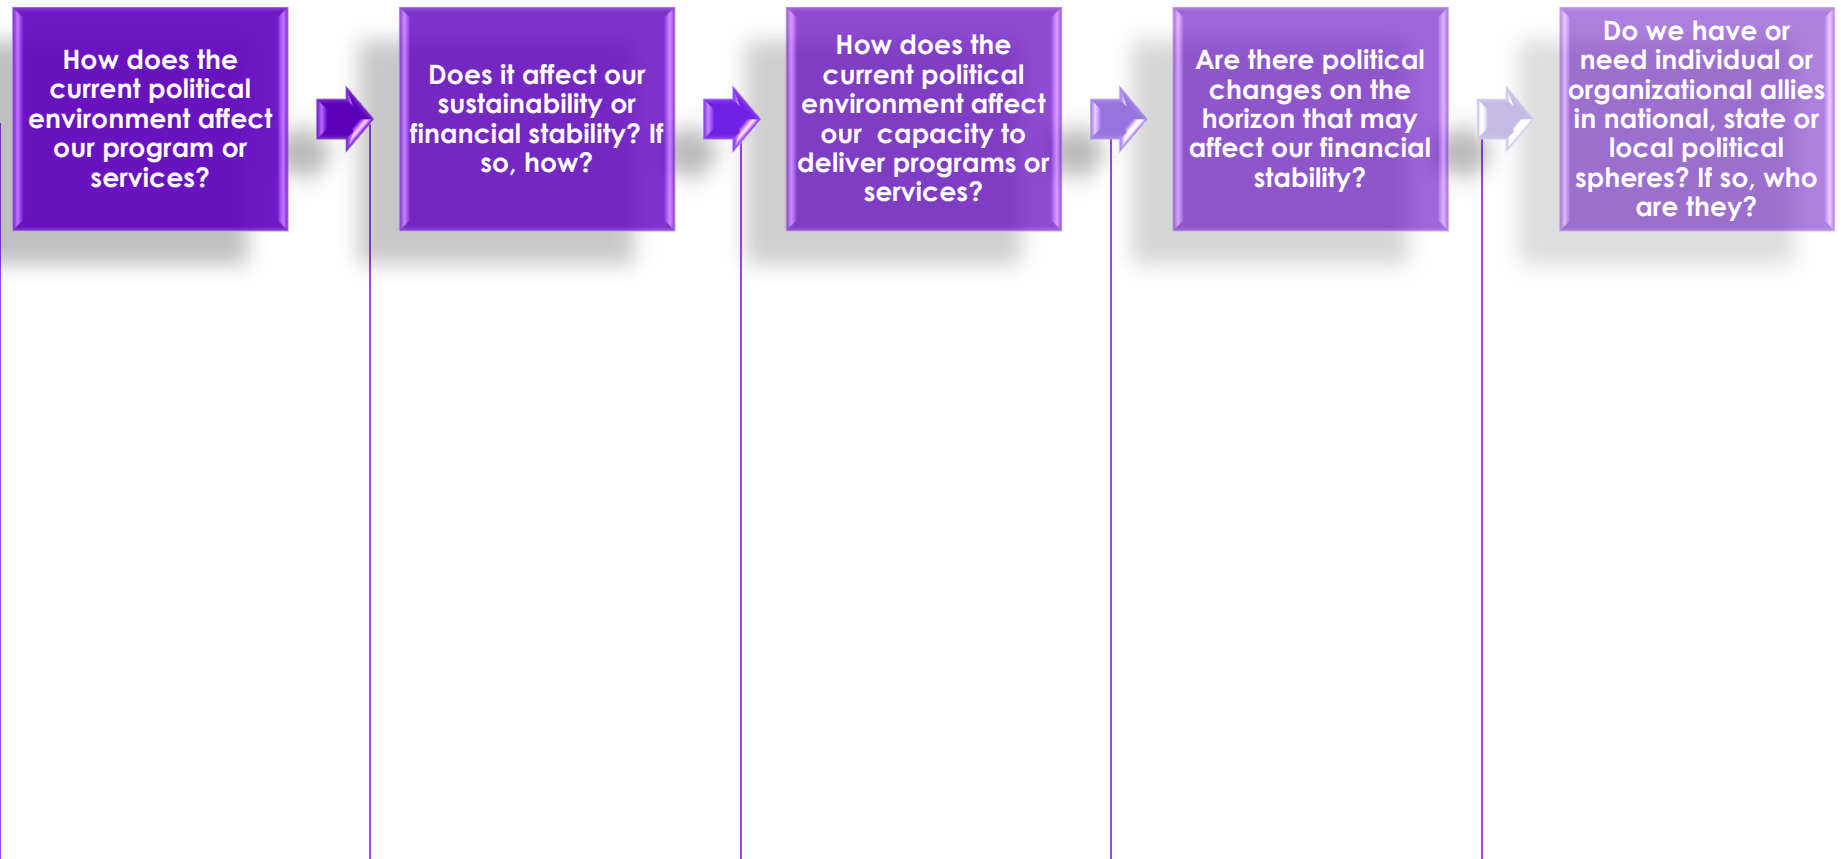 How does the
current political
environment affect
our program or
services?
Does it affect our
sustainability or
financial stability? If
so, how?
How does the
current political
environment affect
our  capacity to
deliver programs or
services?
Are there political
changes on the
horizon that may
affect our financial
stability?
Do we have or
need individual or
organizational allies
in national, state or
local political
spheres? If so, who
are they?